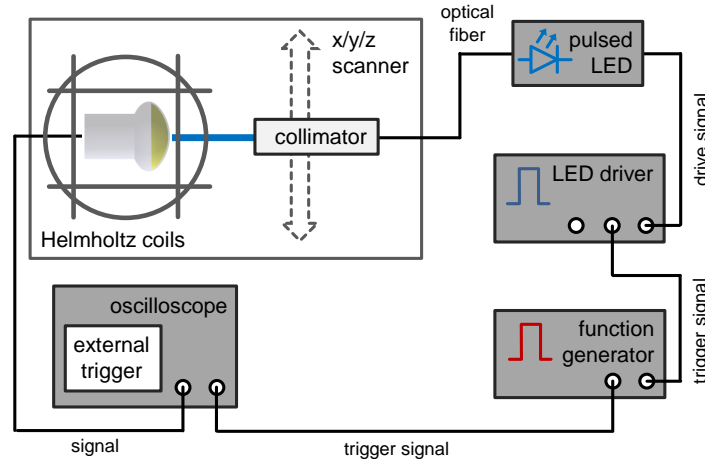 optical
fiber
x/y/z
scanner
pulsed
LED
collimator
drive signal
LED driver
Helmholtz coils
trigger signal
oscilloscope
external
trigger
function
generator
signal
trigger signal